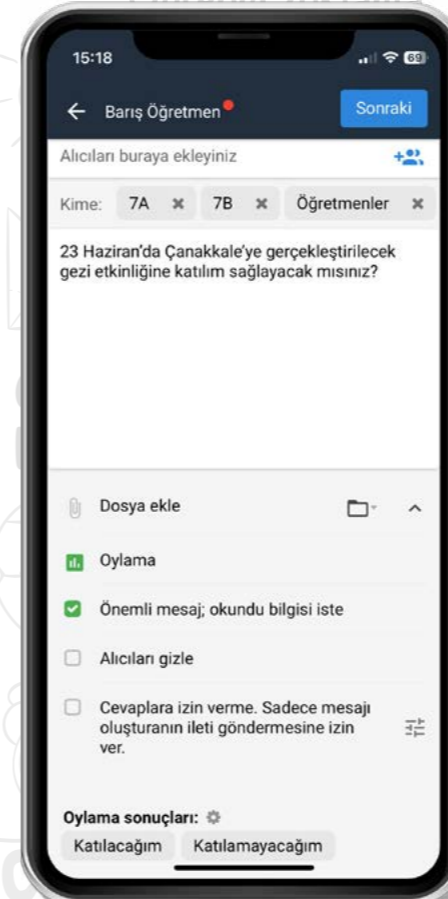 15:18
69
Barış Öğretmen
Sonraki
Alıcıları buraya ekleyiniz
Kime: 7A 7B Öğretmenler
23 Haziran’da Çanakkale’ye gerçekleştirilecek
gezi etkinliğine katılım sağlayacak mısınız?
Dosya ekle
Oylama
Önemli mesaj; okundu bilgisi iste
Alıcıları gizle
Cevaplara izin verme. Sadece mesajı
oluşturanın ileti göndermesine izin
ver.
Oylama sonuçları:
Katılacağım Katılamayacağım